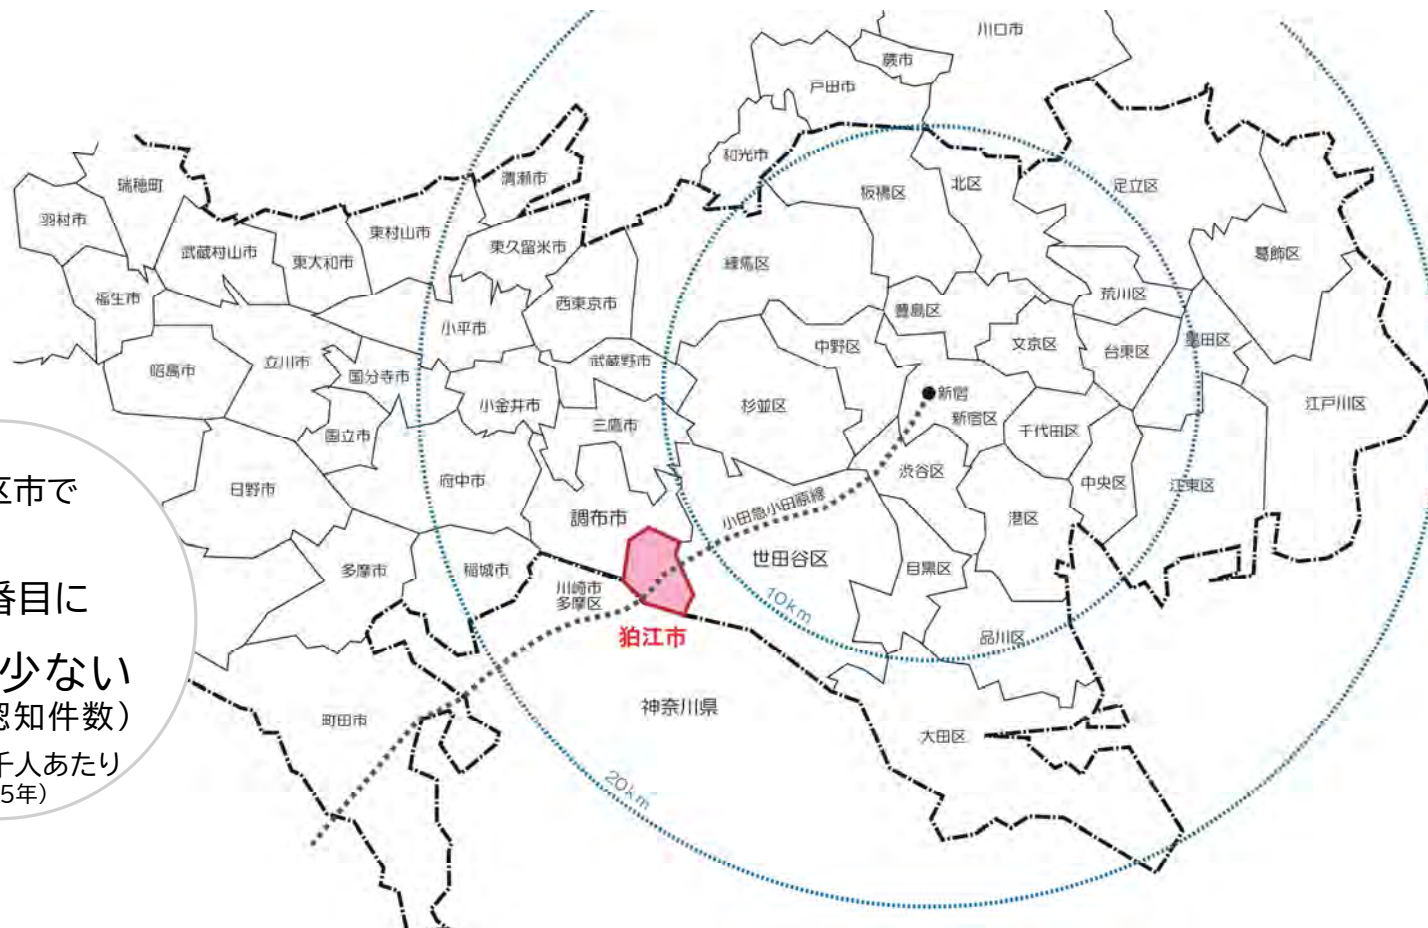 川口市
蕨市
戸田市
和光市
清瀬市
瑞穂町
羽村市
武蔵村山市
東大和市
東村山市
東久留米市
板橋区
北区
足立区
練馬区
葛飾区
福生市
西東京市
小平市
豊島区
荒川区
墨田区
中野区
文京区
台東区
昭島市
立川市
国分寺市
武蔵野市
小金井市
杉並区
新宿
新宿区
江戸川区
三鷹市
国立市
千代田区
渋谷区
中央区
江東区
日野市
府中市
小田急小田原線
調布市
港区
世田谷区
目黒区
多摩市
稲城市
川崎市
多摩区
10km
狛江市
品川区
神奈川県
町田市
大田区
20km
区市で
番目に
少ない
認知件数）
千人あたり
5年）